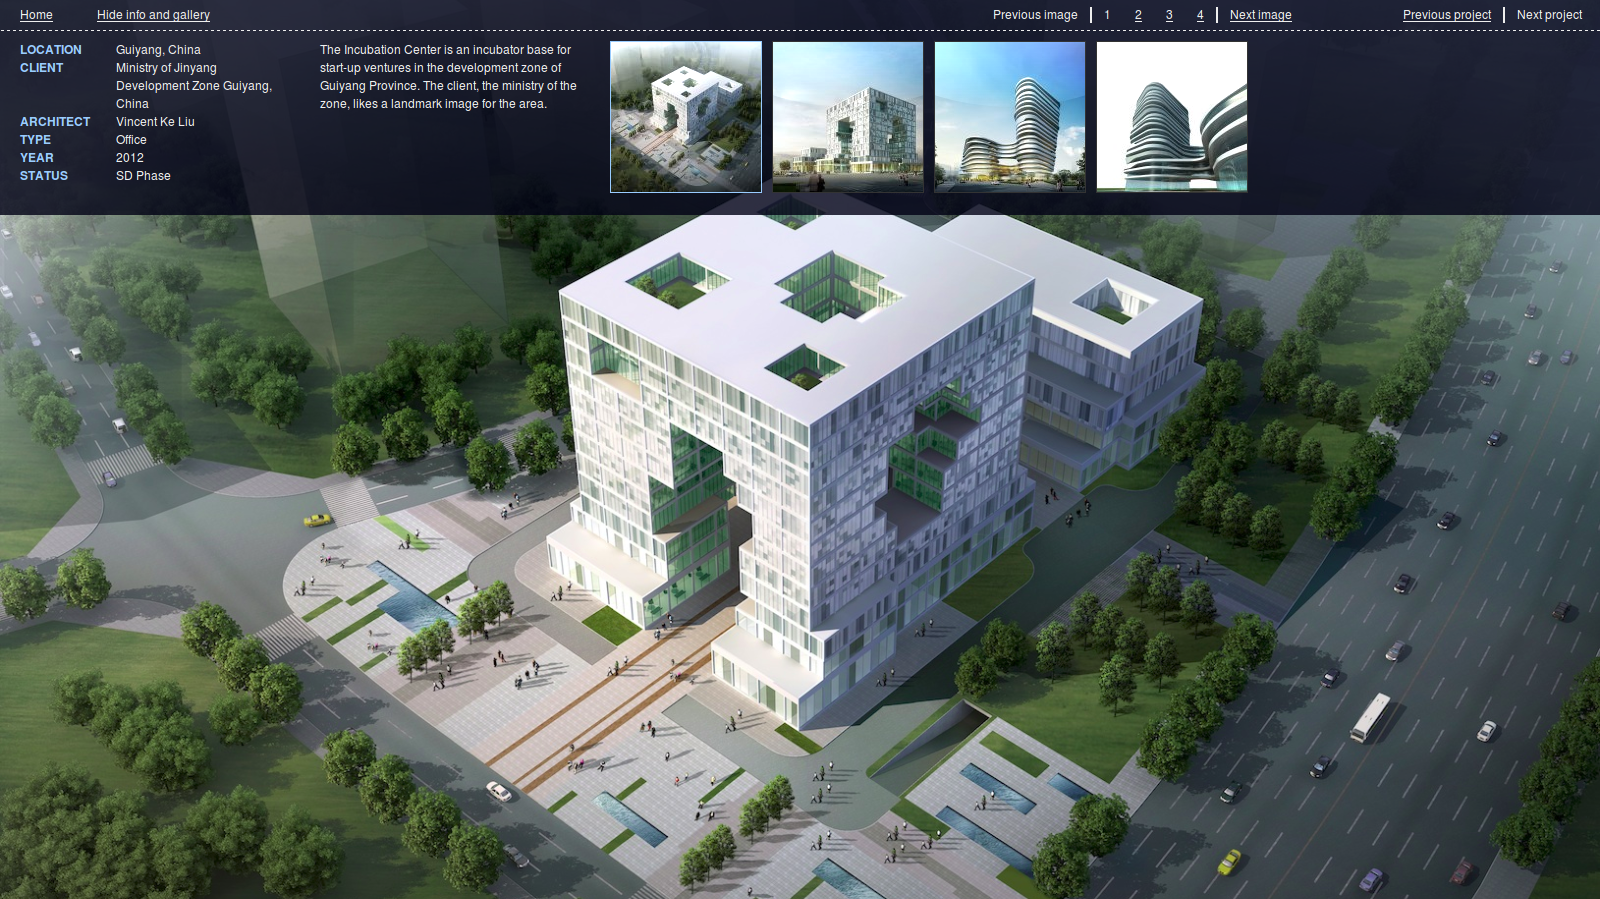 Home
Hide info and gallery
Previous image
1
2
3
4
Next image
Previous project
Next project
LOCATION Guiyang, China
CLIENT Ministry of Jinyang
Development Zone Guiyang,
China
ARCHITECT Vincent Ke Liu
TYPE Office
YEAR 2012
STATUS SD Phase
The Incubation Center is an incubator base for
start-up ventures in the development zone of
Guiyang Province. The client, the ministry of the
zone, likes a landmark image for the area.